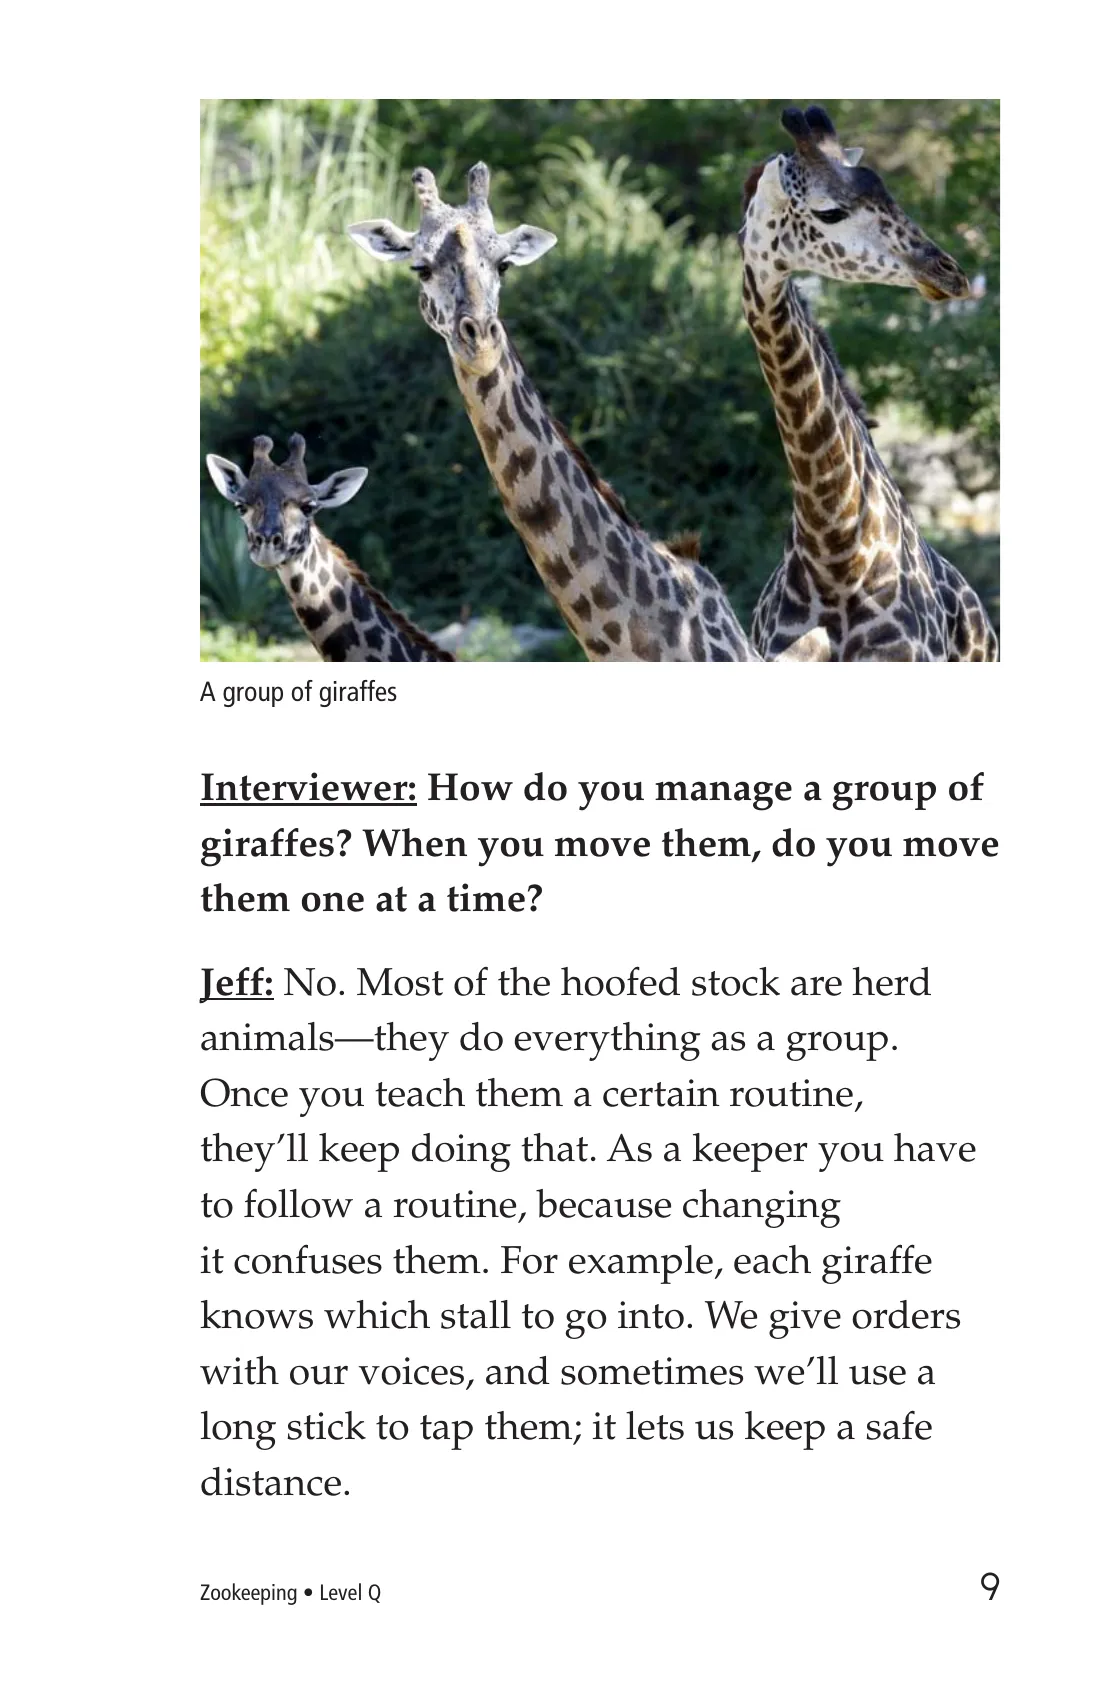 A group of giraffes
Interviewer: How do you manage a group of
giraffes? When you move them, do you move
them one at a time?
Jeff: No. Most of the hoofed stock are herd
animals—they do everything as a group.
Once you teach them a certain routine,
they’ll keep doing that. As a keeper you have
to follow a routine, because changing
it confuses them. For example, each giraffe
knows which stall to go into. We give orders
with our voices, and sometimes we’ll use a
long stick to tap them; it lets us keep a safe
distance.
Zookeeping • Level Q
9